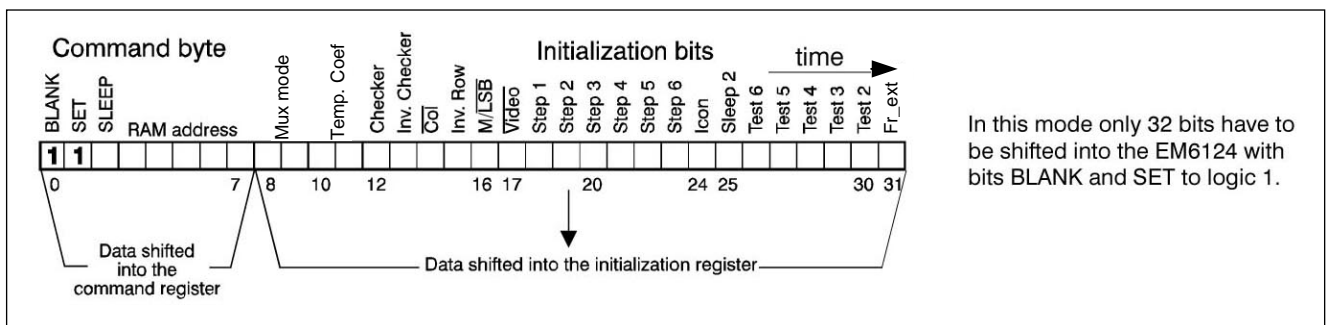 Command byte
Initialization bits
time
BLANK
SET
SLEEP
RAM address
Mux mode
Temp. Coef
Checker
Inv. Checker
Col
Inv. Row
M/LSB
Video
Step 1
Step 2
Step 3
Step 4
Step 5
Step 6
Icon
Sleep 2
Test 6
Test 5
Test 4
Test 3
Test 2
Fr_ext
1 1
0 7 8 10 12 16 17 20 24 25 30 31
Data shifted
into the
command register
Data shifted into the initialization register
In this mode only 32 bits have to
be shifted into the EM6124 with
bits BLANK and SET to logic 1.